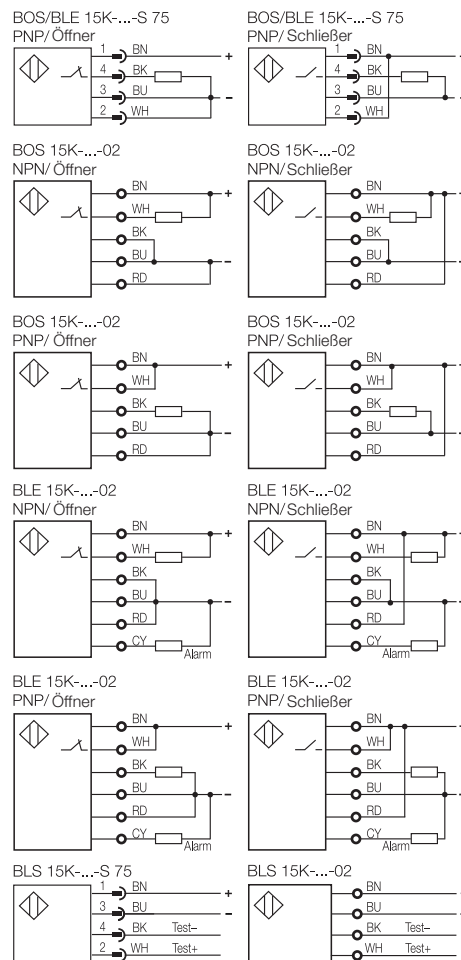 BOS/BLE 15K-...-S 75
PNP/Öffner
1 BN +
4 BK
3 BU –
2 WH
BOS/BLE 15K-...-S 75
PNP/Schließer
1 BN
4 BK
3 BU
2 WH
BOS 15K-...-02
NPN/Öffner
BN +
WH
BK
BU –
RD
BOS 15K-...-02
NPN/Schließer
BN
WH
BK
BU
RD
BOS 15K-...-02
PNP/ Öffner
BN +
WH
BK
BU –
RD
BOS 15K-...-02
PNP/Schließer
BN
WH
BK
BU
RD
BLE 15K-...-02
NPN/Öffner
BN +
WH
BK
BU –
RD
CY
Alarm
BLE 15K-...-02
NPN/Schließer
BN
WH
BK
BU
RD
CY
Alarm
BLE 15K-...-02
PNP/Öffner
BN +
WH
BK
BU –
RD
CY
Alarm
BLE 15K-...-02
PNP/Schließer
BN
WH
BK
BU
RD
CY
Alarm
BLS 15K-...-S 75
1 BN +
3 BU –
4 BK Test–
2 WH Test+
BLS 15K-...-02
BN
BU
BK Test–
WH Test+